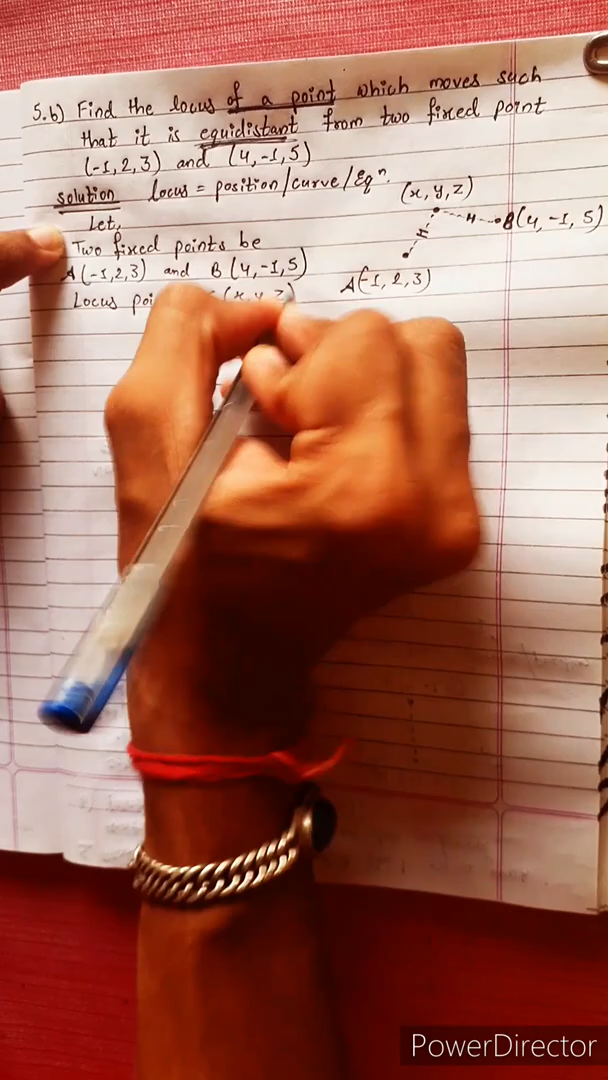 5.b) Find the locus of a point which moves such
that it is equidistant from two fixed point
(-1,2,3) and (4,-1,5)
solution locus = position/curve/Eqⁿ.
(x,y,z)
Let,
B(4,-1,5)
Two fixed points be
A(-1,2,3) and B(4,-1,5)
A(-1,2,3)
Locus (x,y,z)
PowerDirector